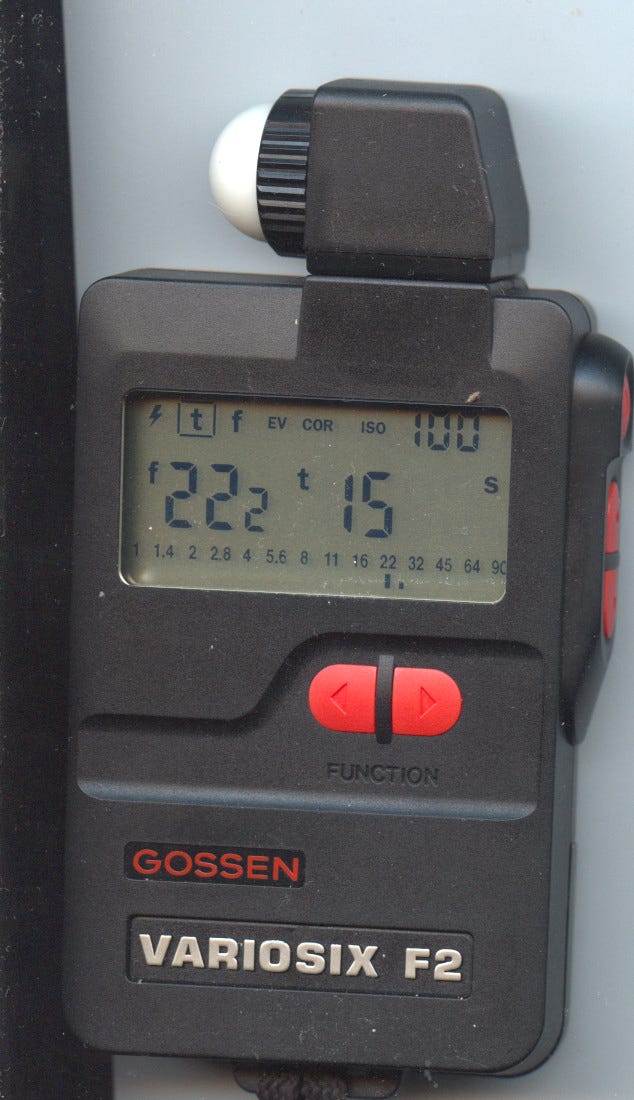 t f EV COR ISO 100
f 22 2 t 15 S
1 1.4 2 2.8 4 5.6 8 11 16 22 32 45 64 90
FUNCTION
GOSSEN
VARIOSIX F2